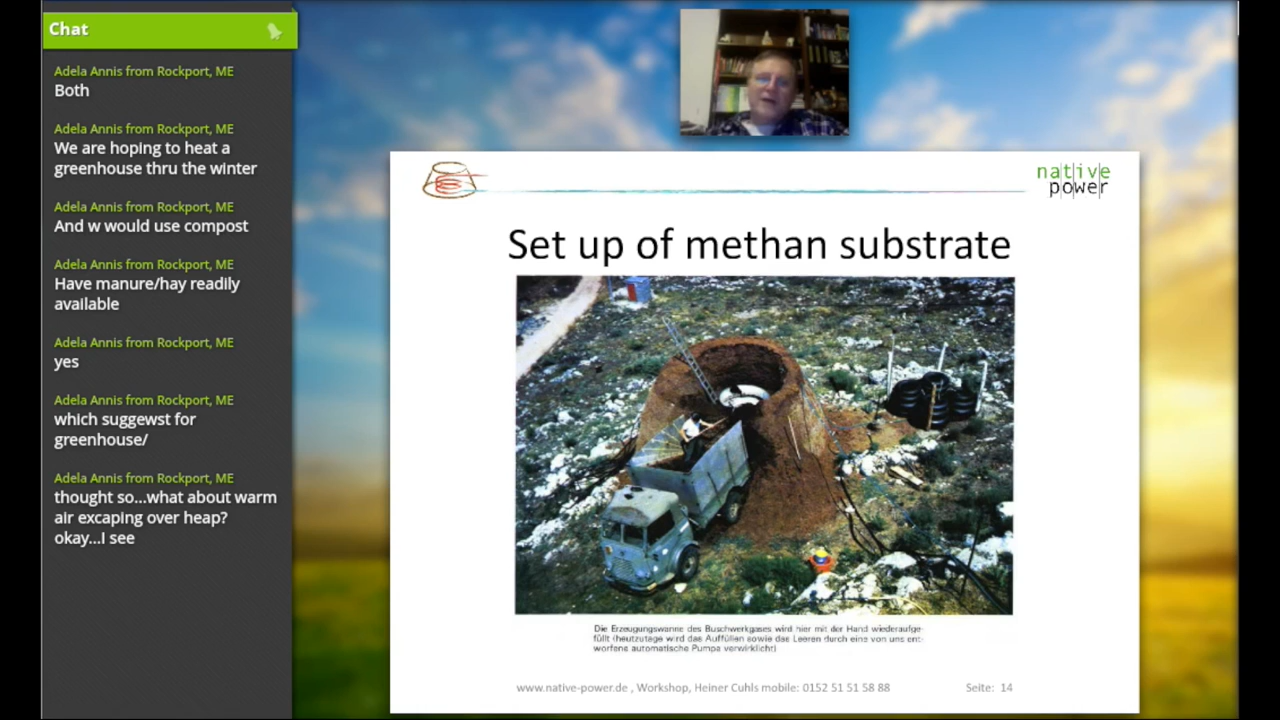 Chat
Adela Annis from Rockport, ME
Both
Adela Annis from Rockport, ME
We are hoping to heat a
greenhouse thru the winter
Adela Annis from Rockport, ME
And w would use compost
Adela Annis from Rockport, ME
Have manure/hay readily
available
Adela Annis from Rockport, ME
yes
Adela Annis from Rockport, ME
which suggewst for
greenhouse/
Adela Annis from Rockport, ME
thought so...what about warm
air excaping over heap?
okay...I see
native
power
Set up of methan substrate
Die Erzeugungswanne des Buschwerkgases wird hier mit der Hand wiederaufge-
füllt (heutzutage wird das Auffüllen sowie das Leeren durch eine von uns ent-
worfene automatische Pumpe verwirklicht)
www.native-power.de , Workshop, Heiner Cuhls mobile: 0152 51 51 58 88
Seite: 14